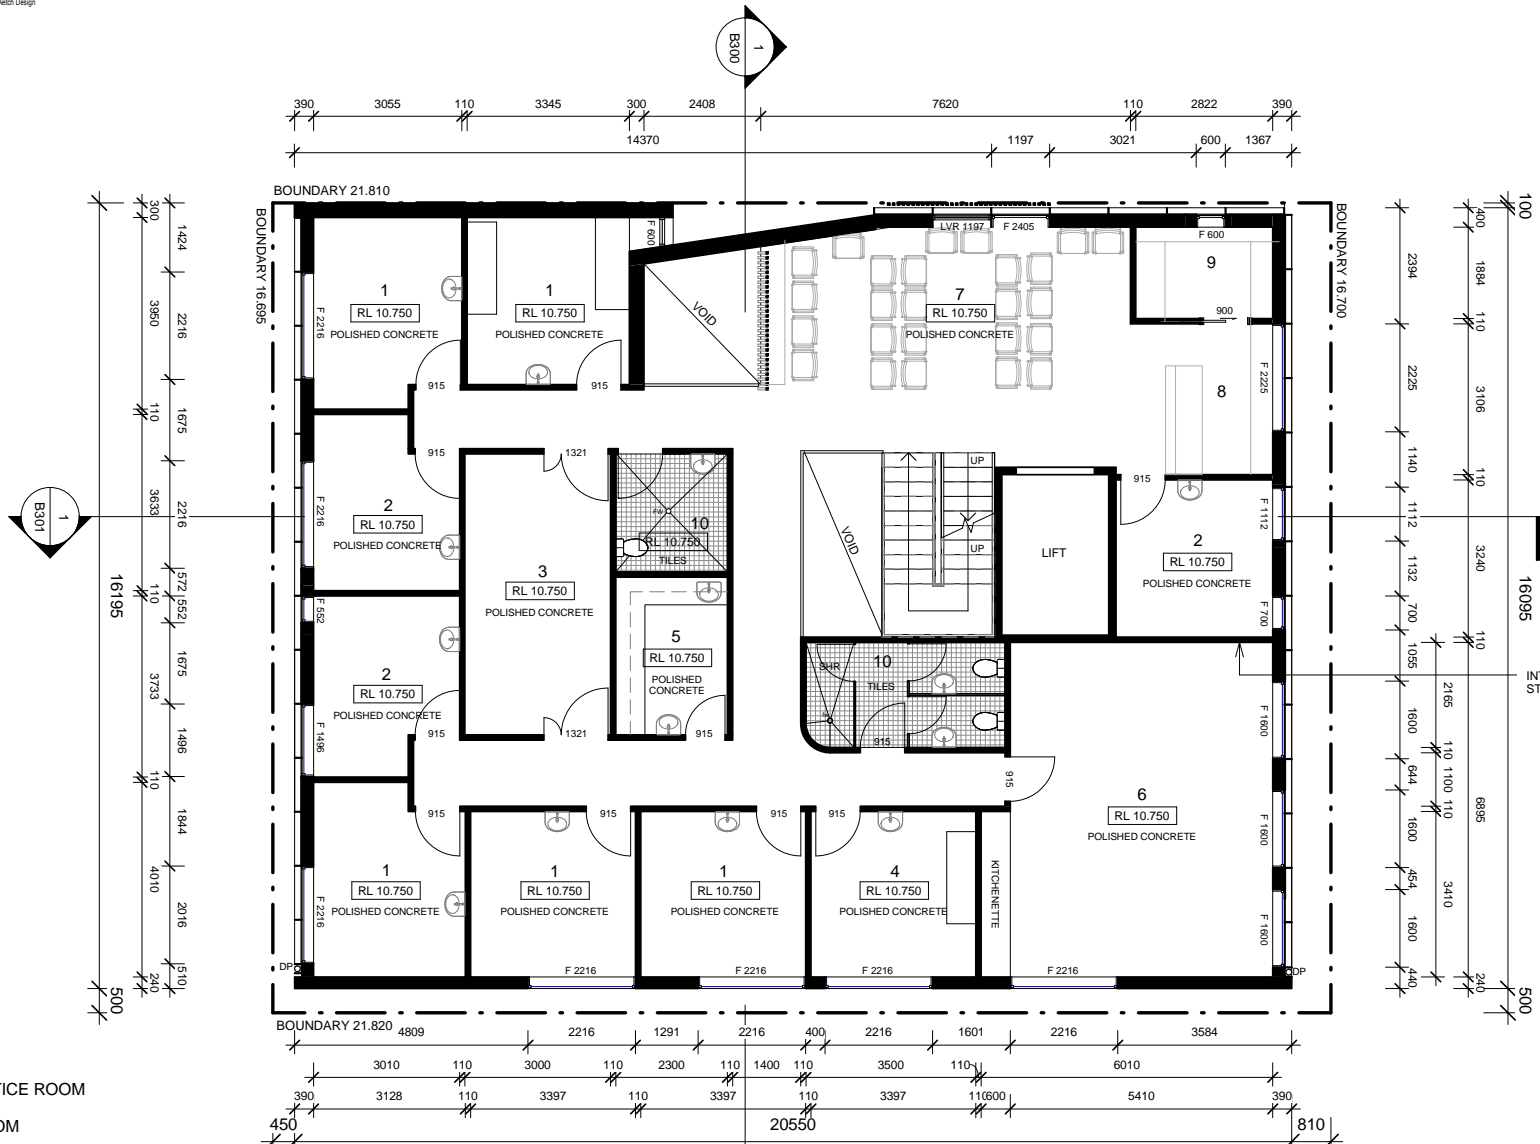 Aetch Design
1
B300
390 3055 110 3345 300 2408 7620 110 2822 390
14370 1197 3021 600 1367
BOUNDARY 21.810
BOUNDARY 16.695
BOUNDARY 16.700
300
1424
3950
2216
110
1675
3633
2216
572
110
552
1675
3733
1496
110
1844
4010
2016
510
240
16195
500
1
B301
100
400
2394
1884
110
2225
3106
1140
110
1112
3240
1132
700
110
1055
2165
1600
110
644
1100
110
1600
6895
454
3410
1600
440
240
16095
500
F 600
LVR 1197 F 2405
F 600
9
900
1
RL 10.750
POLISHED CONCRETE
F 2216
915
1
RL 10.750
POLISHED CONCRETE
915
VOID
7
RL 10.750
POLISHED CONCRETE
8
F 2225
915
2
RL 10.750
POLISHED CONCRETE
F 2216
1321
3
RL 10.750
POLISHED CONCRETE
1321
FW
10
RL 10.750
TILES
VOID
UP
UP
LIFT
915
2
RL 10.750
POLISHED CONCRETE
F 1112
F 700
F 552
2
RL 10.750
POLISHED CONCRETE
F 1496
915
5
RL 10.750
POLISHED
CONCRETE
915
SHR
10
TILES
915
INT
ST
915
6
RL 10.750
POLISHED CONCRETE
F 1600
F 1600
F 1600
915
1
RL 10.750
POLISHED CONCRETE
F 2216
915
1
RL 10.750
POLISHED CONCRETE
F 2216
915
1
RL 10.750
POLISHED CONCRETE
F 2216
915
4
RL 10.750
POLISHED CONCRETE
F 2216
KITCHENETTE
F 2216
DP
DP
BOUNDARY 21.820
4809 2216 1291 2216 400 2216 1601 2216 3584
3010 110 3000 110 2300 110 1400 110 3500 110 6010
390 3128 110 3397 110 3397 110 3397 110 600 5410 390
450 20550 810
TICE ROOM
OM